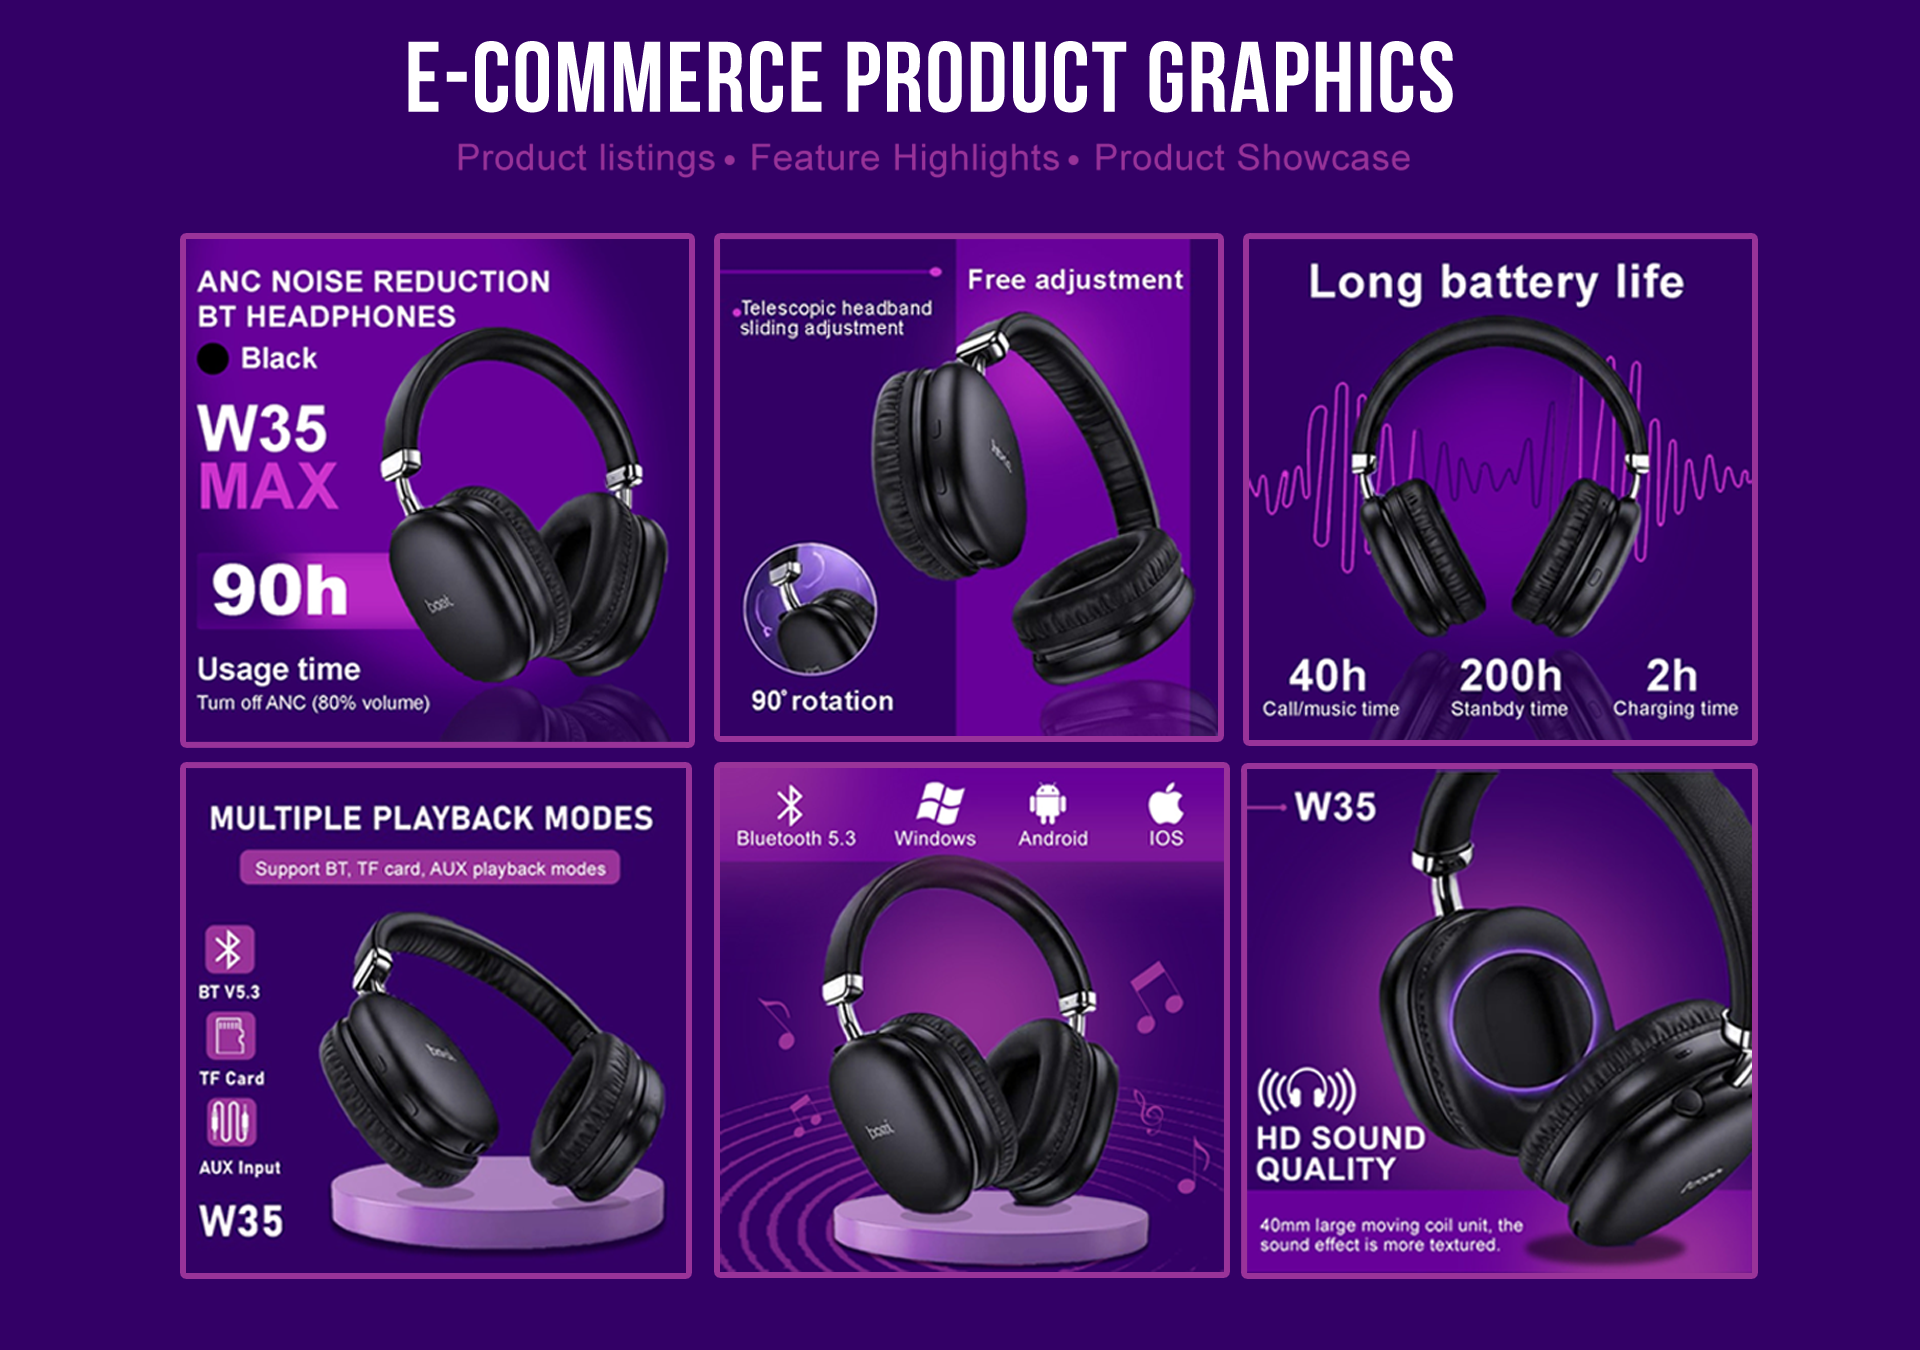 E-COMMERCE PRODUCT GRAPHICS
Product listings • Feature Highlights • Product Showcase
ANC NOISE REDUCTION
BT HEADPHONES
Black
W35
MAX
90h
Usage time
Turn off ANC (80% volume)
Free adjustment
Telescopic headband
sliding adjustment
90° rotation
Long battery life
40h
Call/music time
200h
Stanbdy time
2h
Charging time
MULTIPLE PLAYBACK MODES
Support BT, TF card, AUX playback modes
BT V5.3
TF Card
AUX Input
W35
Bluetooth 5.3
Windows
Android
IOS
W35
HD SOUND
QUALITY
40mm large moving coil unit, the
sound effect is more textured.